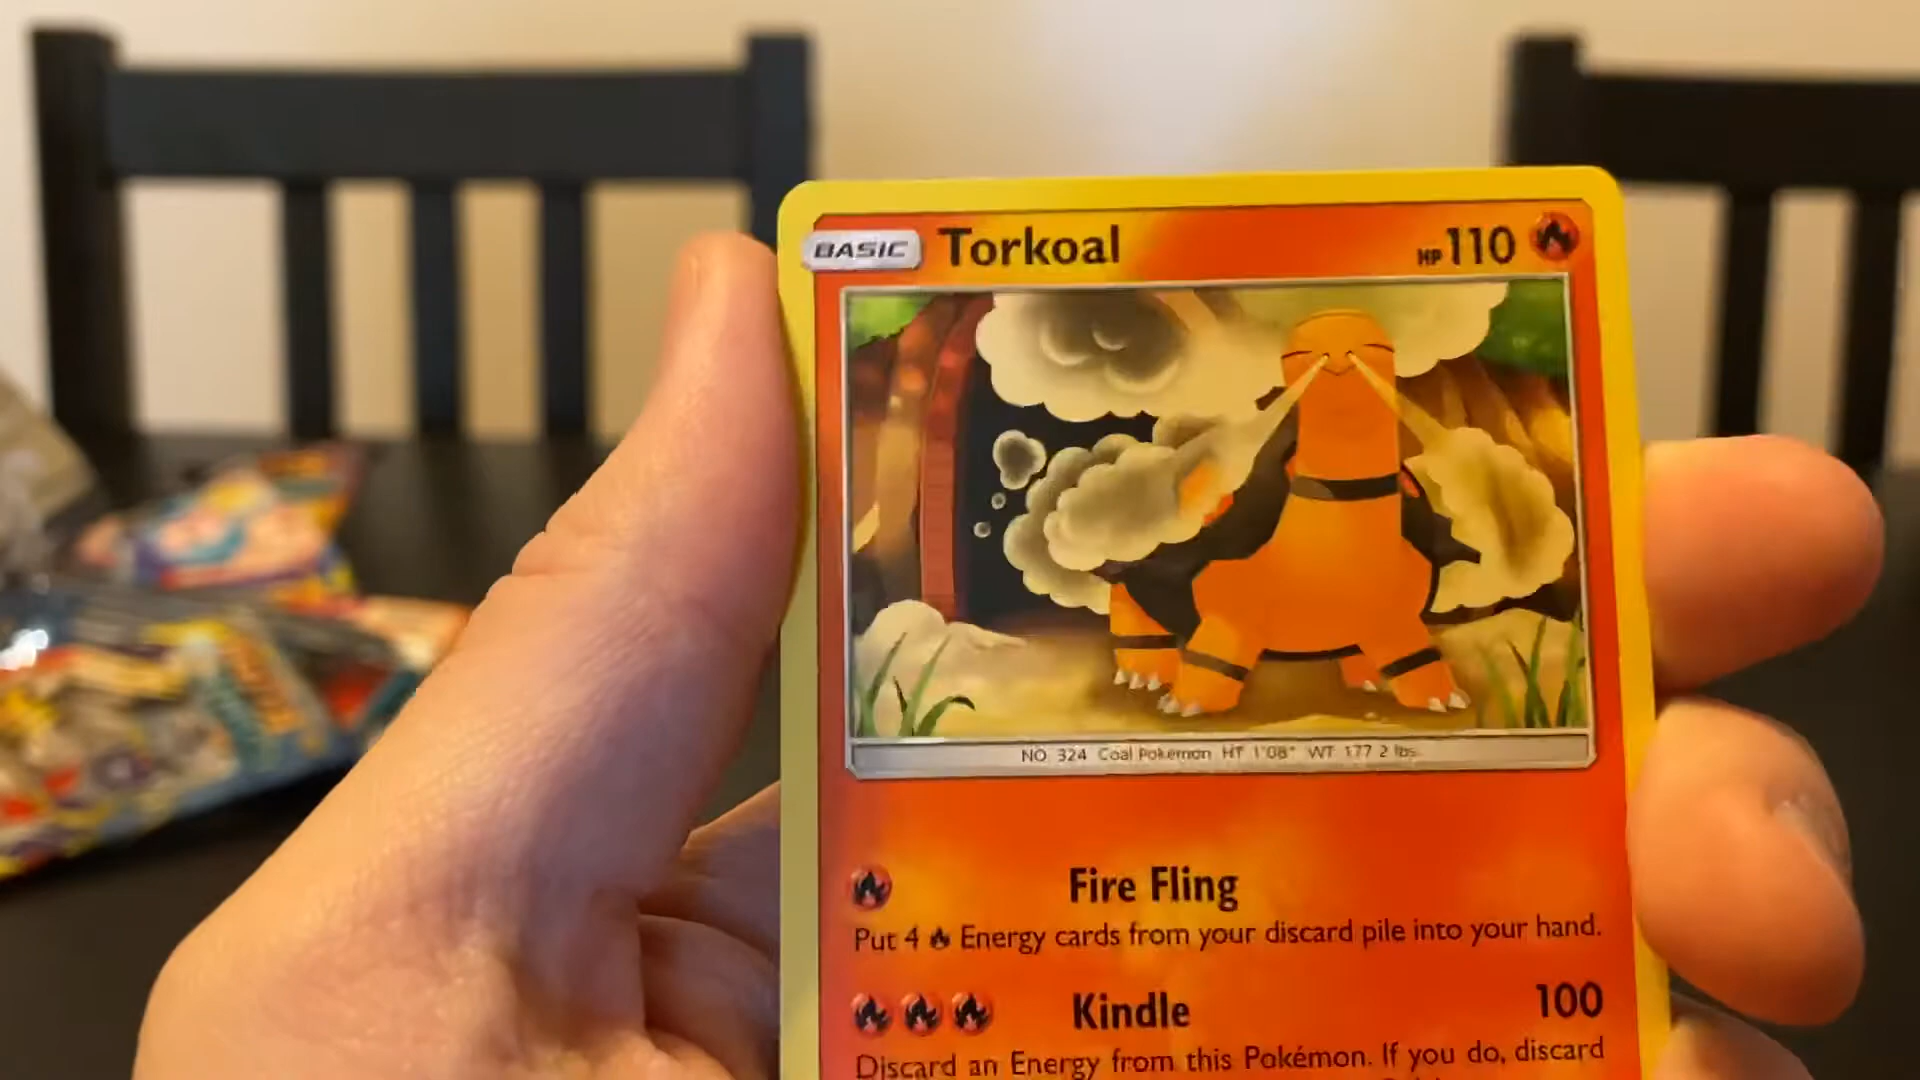 BASIC Torkoal HP 110
NO. 324 Coal Pokémon HT 1'08" WT 177.2 lbs.
Fire Fling
Put 4 Energy cards from your discard pile into your hand.
Kindle 100
Discard an Energy from this Pokémon. If you do, discard